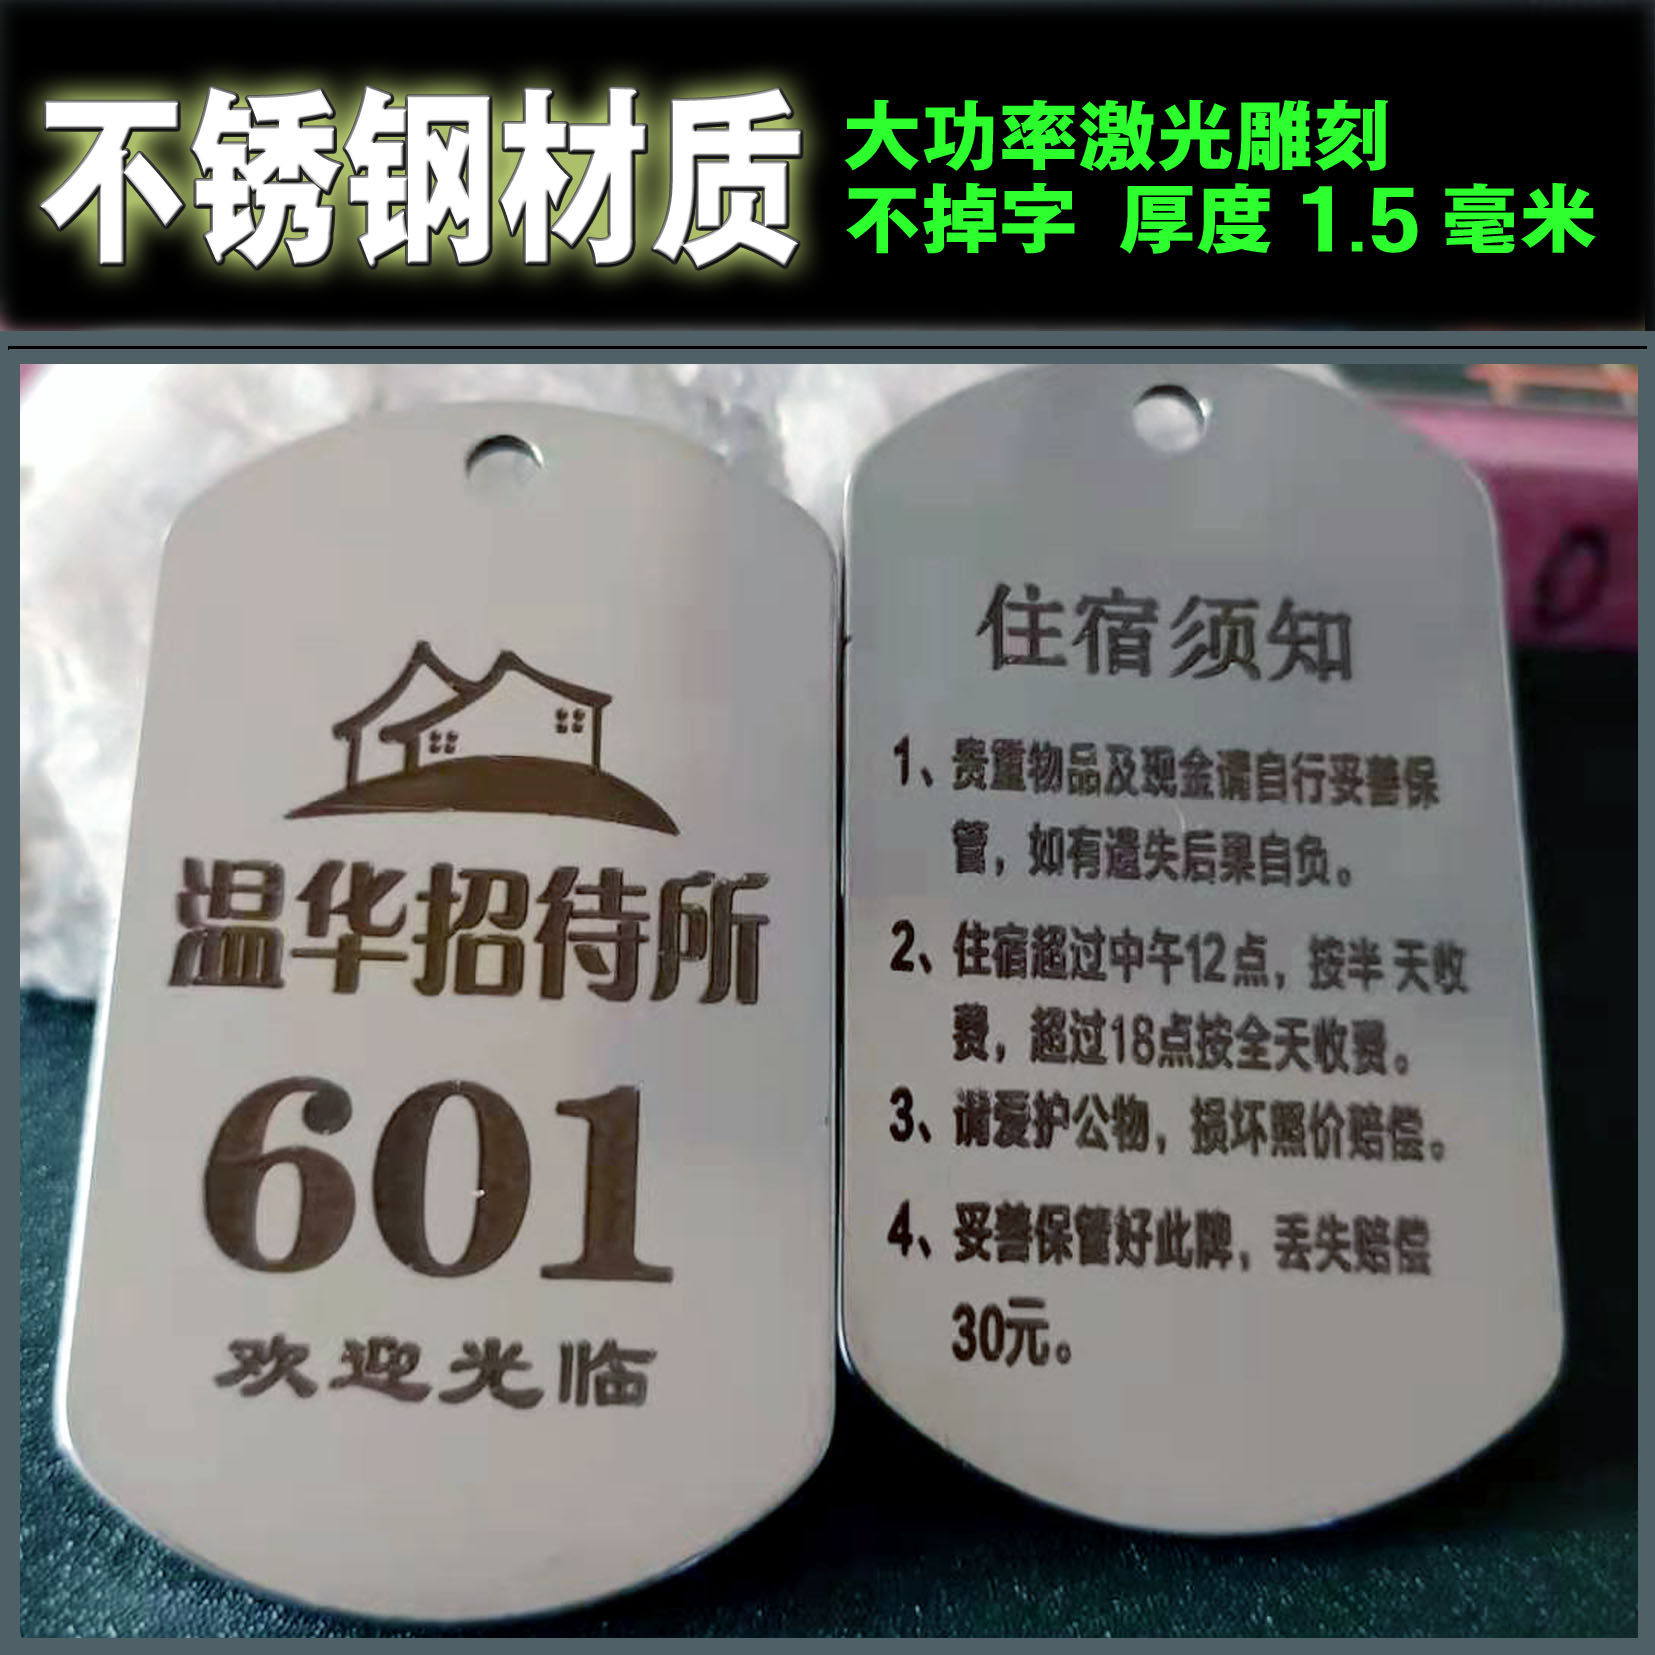 不锈钢材质
大功率激光雕刻
不掉字 厚度 1.5 毫米
温华招待所
601
欢迎光临
住宿须知
1、贵重物品及现金请自行妥善保
管，如有遗失后果自负。
2、住宿超过中午12点，按半 天收
费，超过18点按全天收费。
3、请爱护公物，损坏照价赔偿。
4、妥善保管好此牌，丢失赔偿
30元。
0